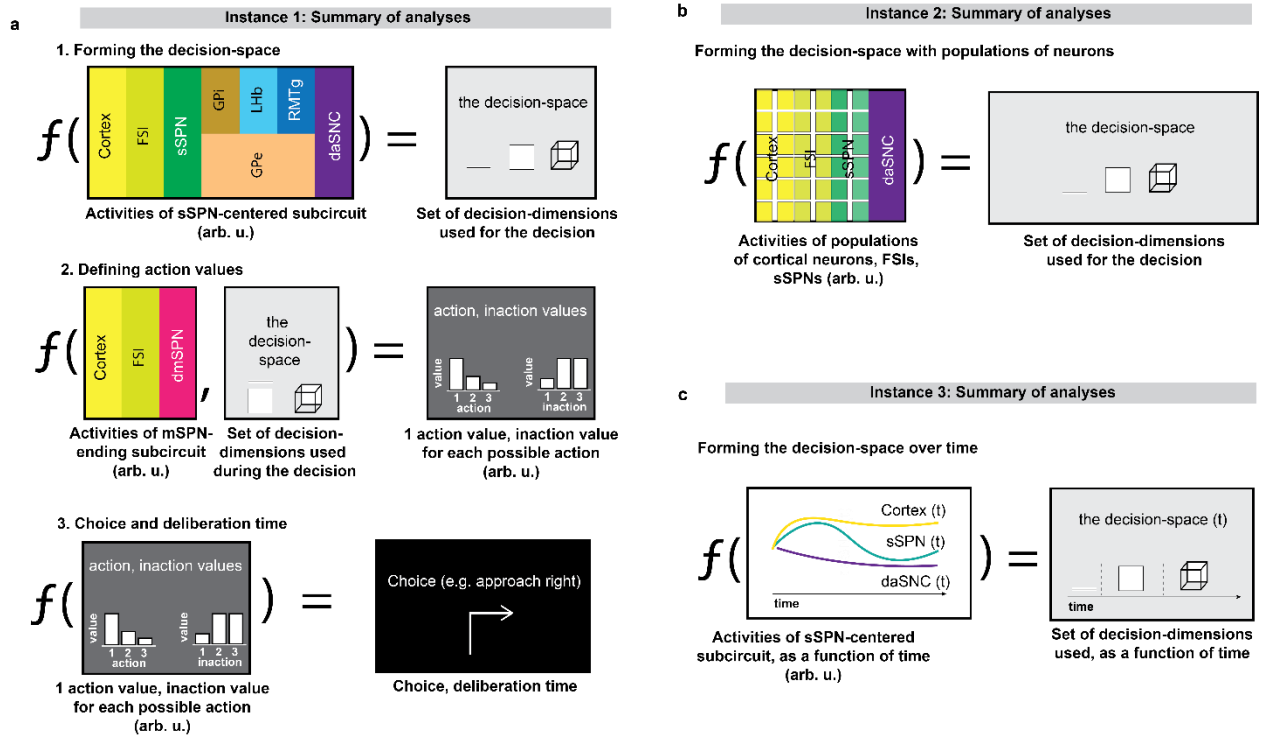 a
Instance 1: Summary of analyses
1. Forming the decision-space
f(
Cortex
FSI
sSPN
GPi
LHb
RMTg
GPe
daSNC
) =
the decision-space
Activities of sSPN-centered subcircuit
(arb. u.)
Set of decision-dimensions
used for the decision
2. Defining action values
f(
Cortex
FSI
dmSPN
,
the
decision-
space
) =
action, inaction values
value
1 2 3
action
value
1 2 3
inaction
Activities of mSPN-
ending subcircuit
(arb. u.)
Set of decision-
dimensions used
during the decision
1 action value, inaction value
for each possible action
(arb. u.)
3. Choice and deliberation time
f(
action, inaction values
value
1 2 3
action
value
1 2 3
inaction
) =
Choice (e.g. approach right)
1 action value, inaction value
for each possible action
(arb. u.)
Choice, deliberation time
b
Instance 2: Summary of analyses
Forming the decision-space with populations of neurons
f(
Cortex
FSI
sSPN
daSNC
) =
the decision-space
Activities of populations
of cortical neurons, FSIs,
sSPNs (arb. u.)
Set of decision-dimensions
used for the decision
c
Instance 3: Summary of analyses
Forming the decision-space over time
f(
Cortex (t)
sSPN (t)
daSNC (t)
time
) =
the decision-space (t)
time
Activities of sSPN-centered
subcircuit, as a function of time
(arb. u.)
Set of decision-dimensions
used, as a function of time